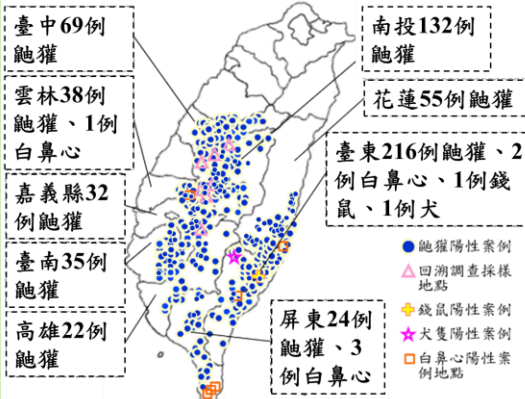 臺中69例
鼬獾
南投132例
鼬獾
雲林38例
鼬獾、1例
白鼻心
花蓮55例鼬獾
臺東216例鼬獾、2
例白鼻心、1例錢
鼠、1例犬
嘉義縣32
例鼬獾
臺南35例
鼬獾
高雄22例
鼬獾
屏東24例
鼬獾、3
例白鼻心
鼬獾陽性案例
回溯調查採樣
地點
錢鼠陽性案例
犬隻陽性案例
白鼻心陽性案
例地點